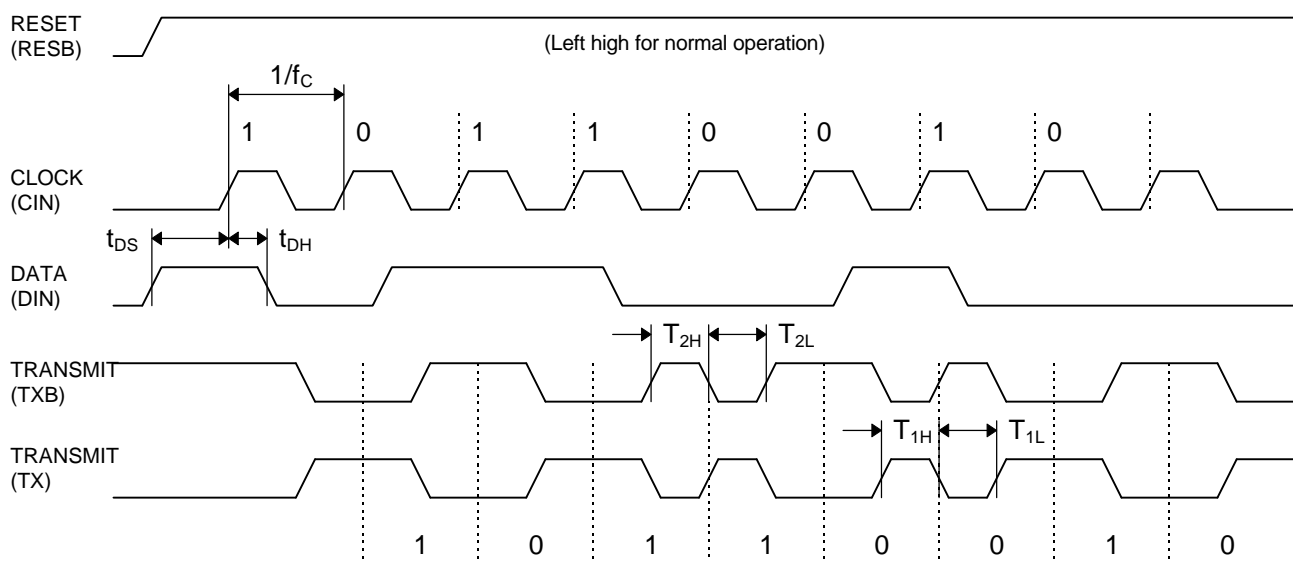 RESET
(RESB)
(Left high for normal operation)
1/fC
1 0 1 1 0 0 1 0
CLOCK
(CIN)
tDS tDH
DATA
(DIN)
T2H T2L
TRANSMIT
(TXB)
T1H T1L
TRANSMIT
(TX)
1 0 1 1 0 0 1 0